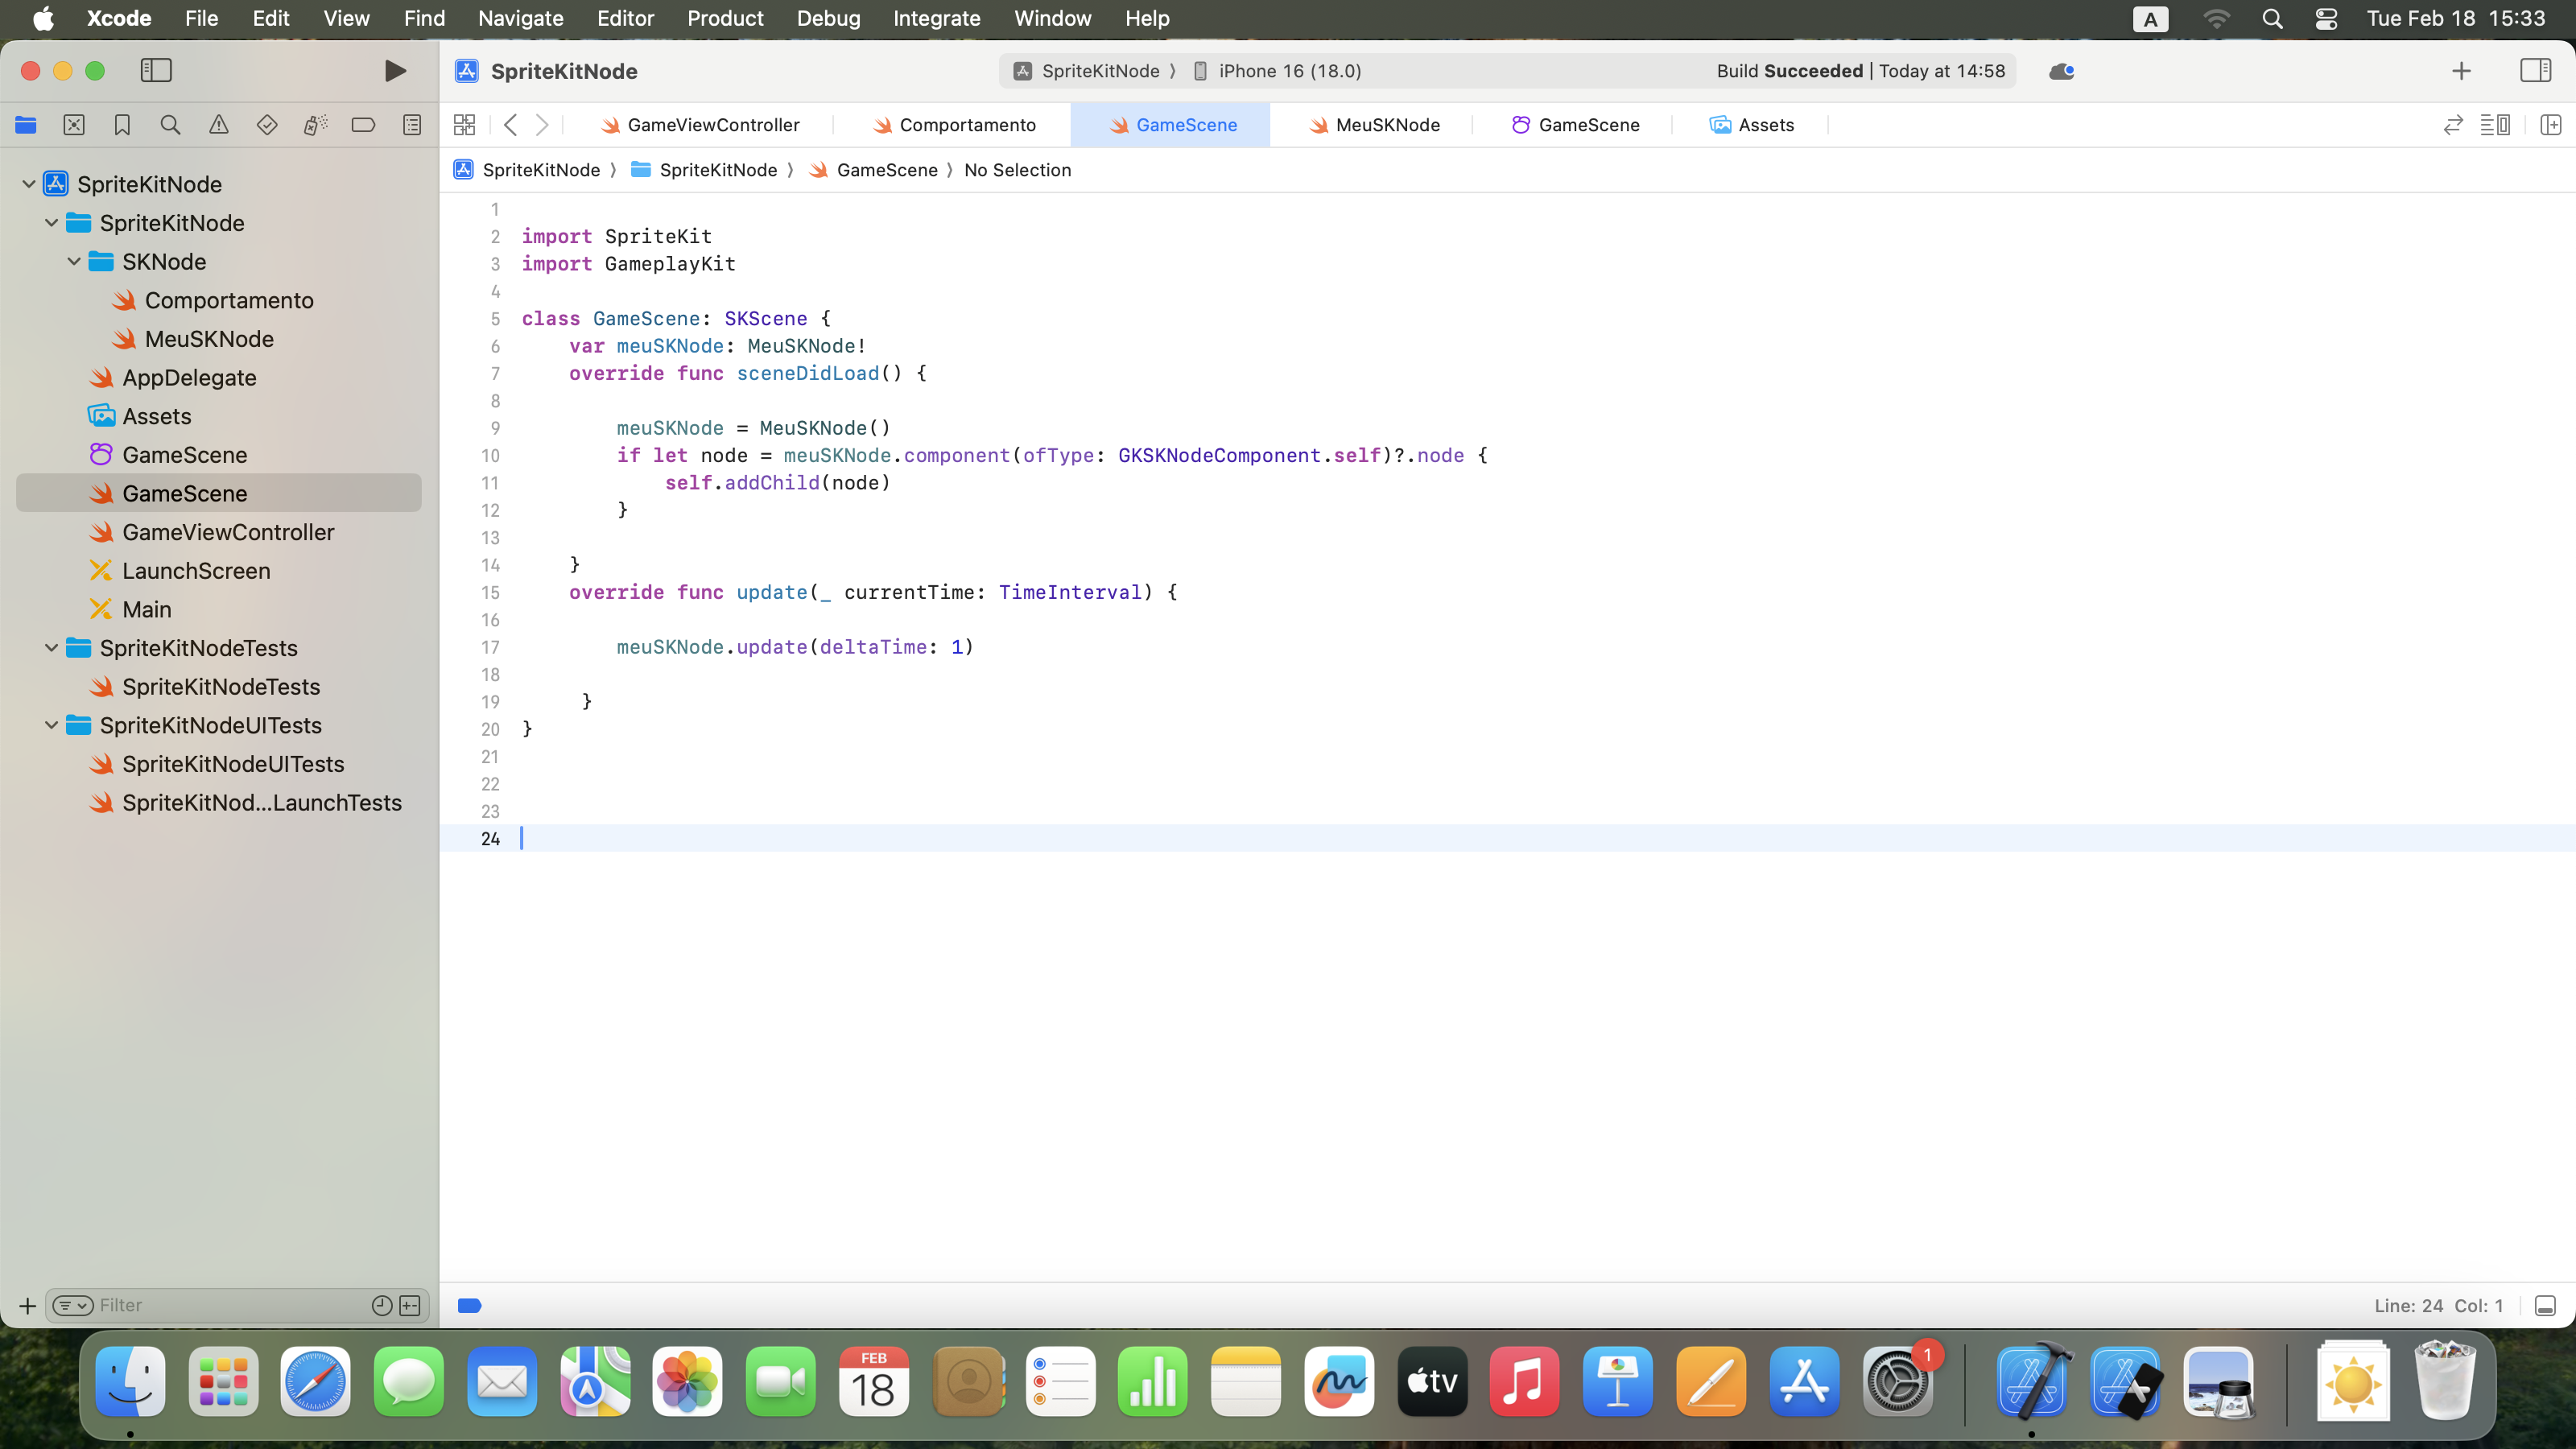 Xcode File Edit View Find Navigate Editor Product Debug Integrate Window Help A Tue Feb 18 15:33
SpriteKitNode SpriteKitNode 〉 iPhone 16 (18.0) Build Succeeded | Today at 14:58
GameViewController Comportamento GameScene MeuSKNode GameScene Assets
SpriteKitNode 〉 SpriteKitNode 〉 GameScene 〉 No Selection
SpriteKitNode
SpriteKitNode
SKNode
Comportamento
MeuSKNode
AppDelegate
Assets
GameScene
GameScene
GameViewController
LaunchScreen
Main
SpriteKitNodeTests
SpriteKitNodeTests
SpriteKitNodeUITests
SpriteKitNodeUITests
SpriteKitNod...LaunchTests
Filter
1
2 import SpriteKit
3 import GameplayKit
4
5 class GameScene: SKScene {
6 var meuSKNode: MeuSKNode!
7 override func sceneDidLoad() {
8
9 meuSKNode = MeuSKNode()
10 if let node = meuSKNode.component(ofType: GKSKNodeComponent.self)?.node {
11 self.addChild(node)
12 }
13
14 }
15 override func update(_ currentTime: TimeInterval) {
16
17 meuSKNode.update(deltaTime: 1)
18
19 }
20 }
21
22
23
24
Line: 24 Col: 1
FEB
18
tv
1